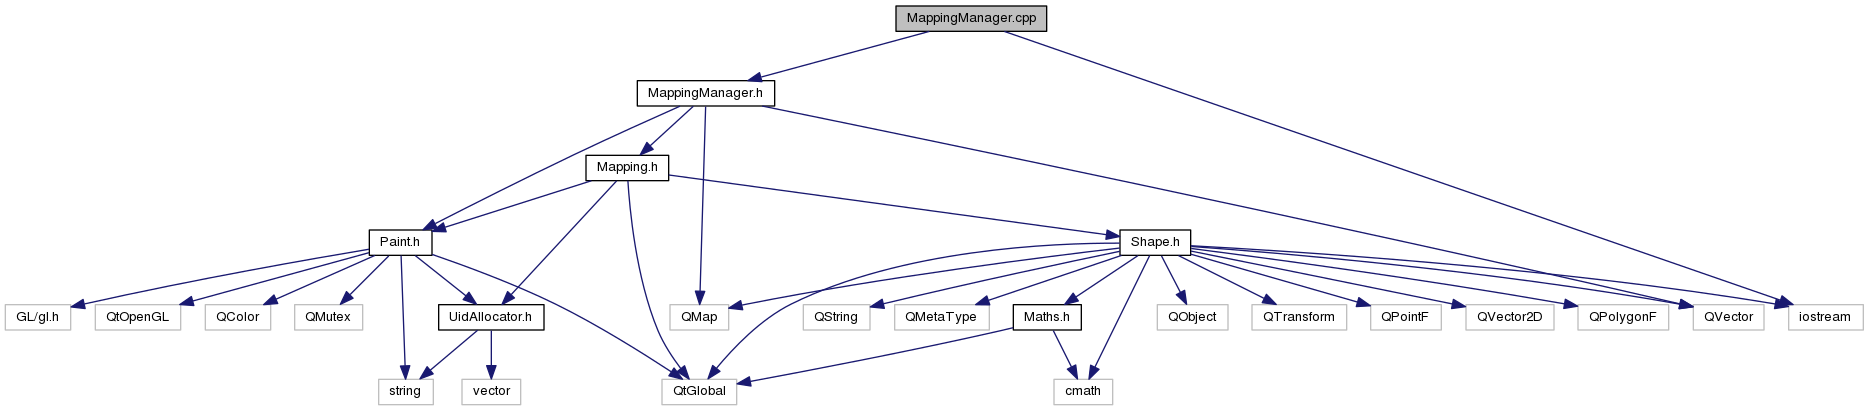 MappingManager.cpp
MappingManager.h
Mapping.h
Paint.h
Shape.h
GL/gl.h
QtOpenGL
QColor
QMutex
UidAllocator.h
QMap
QString
QMetaType
Maths.h
QObject
QTransform
QPointF
QVector2D
QPolygonF
QVector
iostream
string
vector
QtGlobal
cmath